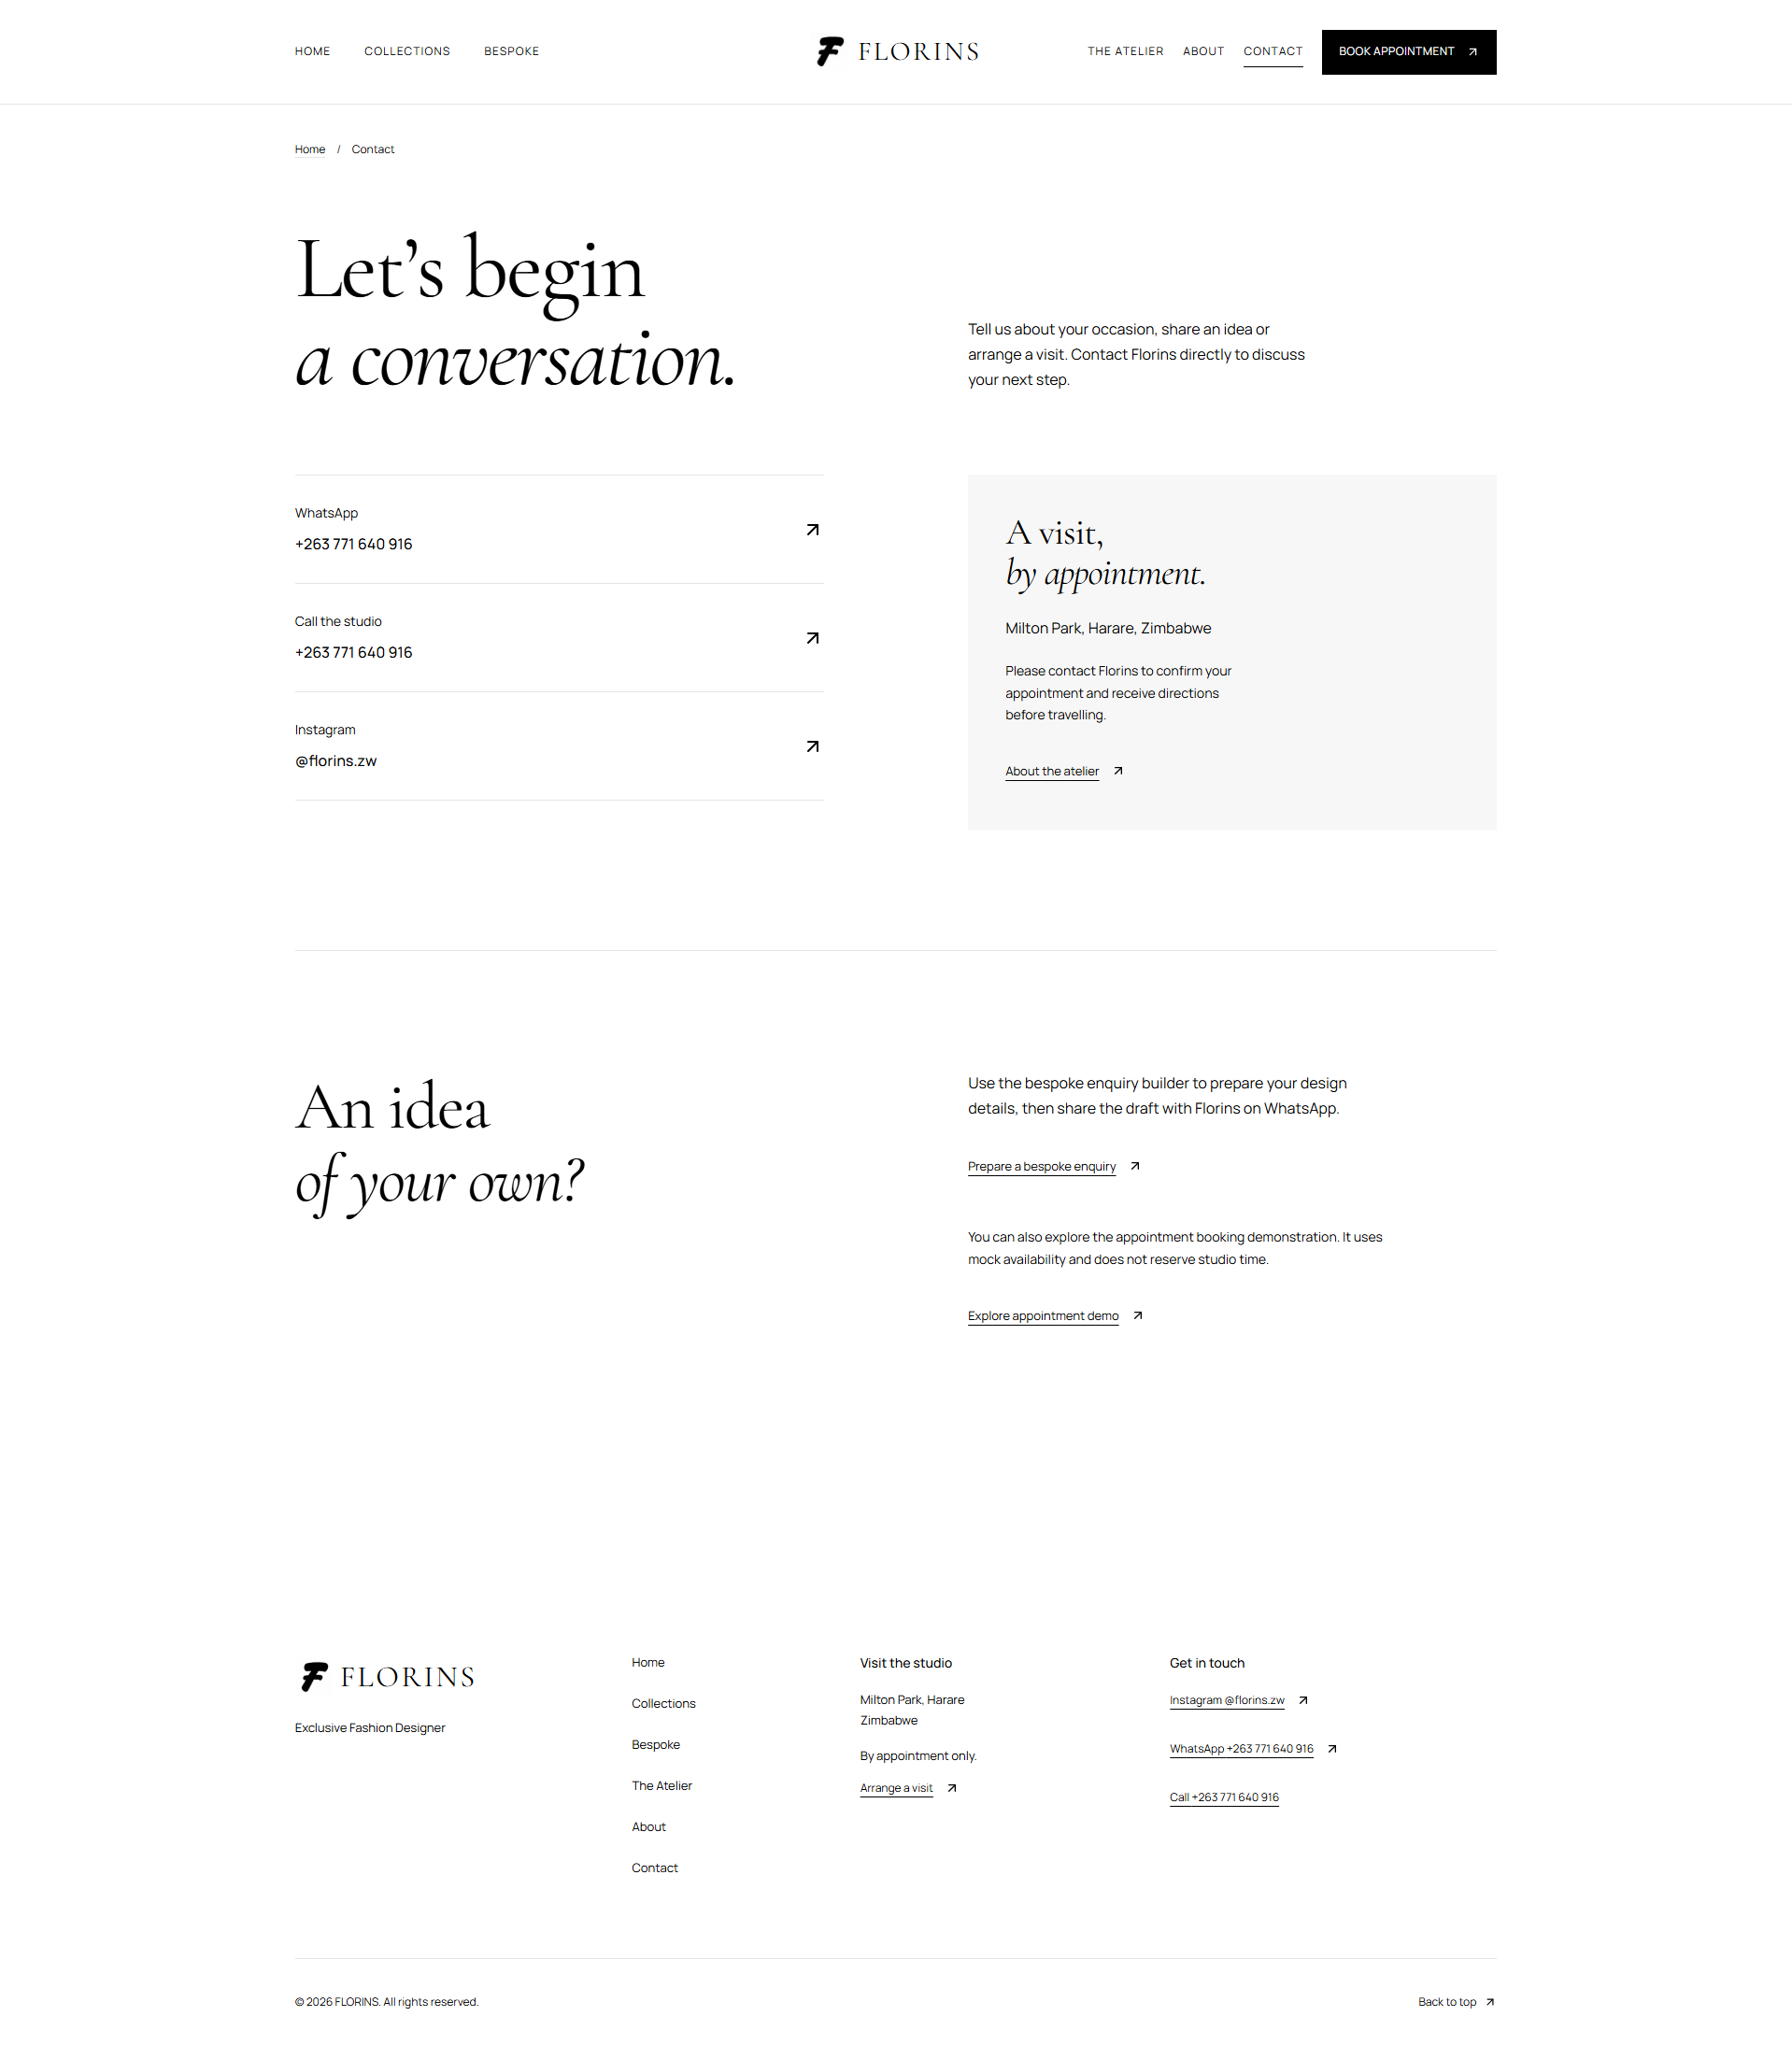 HOME COLLECTIONS BESPOKE FLORINS THE ATELIER ABOUT CONTACT BOOK APPOINTMENT
Home / Contact
Let’s begin
a conversation.
Tell us about your occasion, share an idea or
arrange a visit. Contact Florins directly to discuss
your next step.
WhatsApp
+263 771 640 916
Call the studio
+263 771 640 916
Instagram
@florins.zw
A visit,
by appointment.
Milton Park, Harare, Zimbabwe
Please contact Florins to confirm your
appointment and receive directions
before travelling.
About the atelier
An idea
of your own?
Use the bespoke enquiry builder to prepare your design
details, then share the draft with Florins on WhatsApp.
Prepare a bespoke enquiry
You can also explore the appointment booking demonstration. It uses
mock availability and does not reserve studio time.
Explore appointment demo
FLORINS
Exclusive Fashion Designer
Home
Collections
Bespoke
The Atelier
About
Contact
Visit the studio
Milton Park, Harare
Zimbabwe
By appointment only.
Arrange a visit
Get in touch
Instagram @florins.zw
WhatsApp +263 771 640 916
Call +263 771 640 916
© 2026 FLORINS. All rights reserved.
Back to top